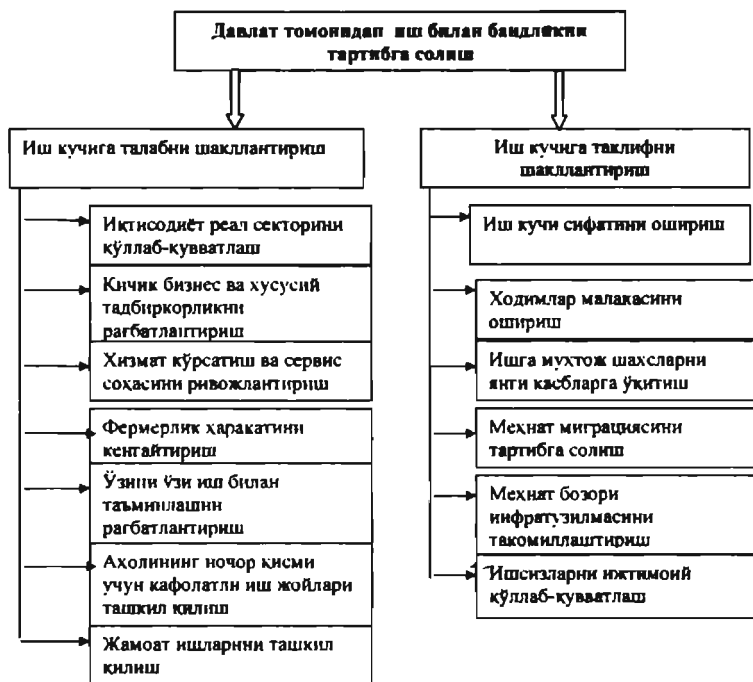 Давлат томонидан иш билан бандликни
тартибга солиш
Иш кучига талабни шакллантириш
Иқтисодиёт реал секторини
қўллаб-қувватлаш
Кичик бизнес ва хусусий
тадбиркорликни
рағбатлантириш
Хизмат кўрсатиш ва сервис
соҳасини ривожлантириш
Фермерлик ҳаракатини
кенгайтириш
Ўзини ўзи иш билан
таъминлашни
рағбатлантириш
Аҳолининг ночор қисми
учун кафолатли иш жойлари
ташкил қилиш
Жамоат ишларини ташкил
қилиш
Иш кучига таклифни
шакллантириш
Иш кучи сифатини ошириш
Ходимлар малакасини
ошириш
Ишга муҳтож шахсларни
янги касбларга ўқитиш
Меҳнат миграциясини
тартибга солиш
Меҳнат бозори
инфратузилмасини
такомиллаштириш
Ишсизларни ижтимоий
қўллаб-қувватлаш